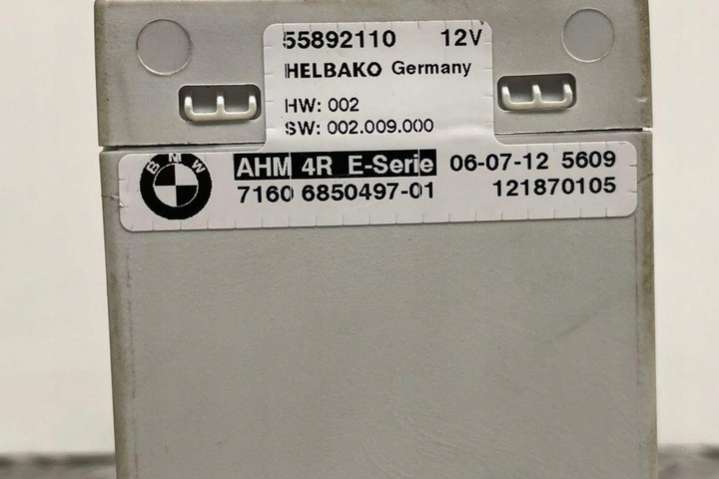 55892110 12V
HELBAKO Germany
HW: 002
SW: 002.009.000
BMW
AHM 4R E-Serie 06-07-12 5609
7160 6850497-01 121870105